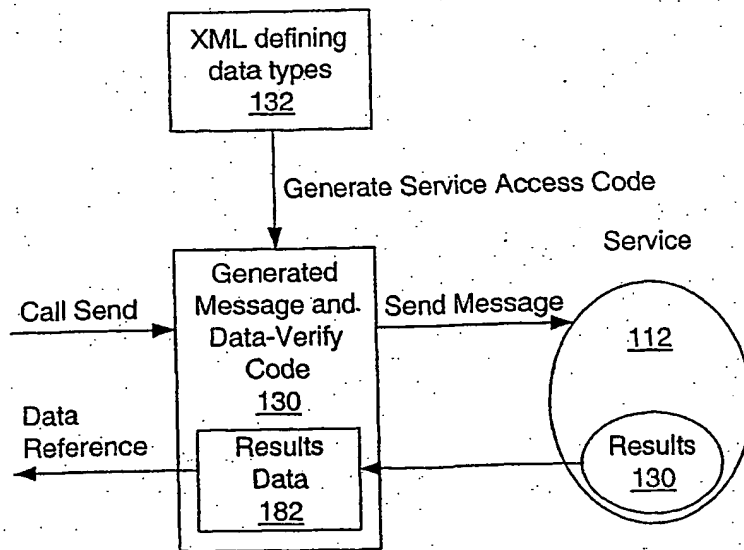 XML defining
data types
132
Generate Service Access Code
Service
Generated
Message and.
Data-Verify
Code
130
Call Send
Send Message
112
Data
Reference
Results
Data
182
Results
130